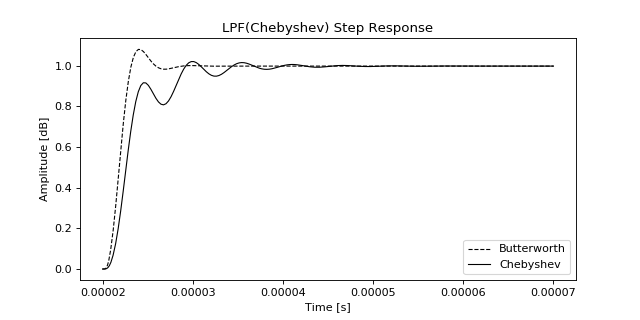 LPF(Chebyshev) Step Response
Amplitude [dB]
1.0
0.8
0.6
0.4
0.2
0.0
Butterworth
Chebyshev
0.00002 0.00003 0.00004 0.00005 0.00006 0.00007
Time [s]